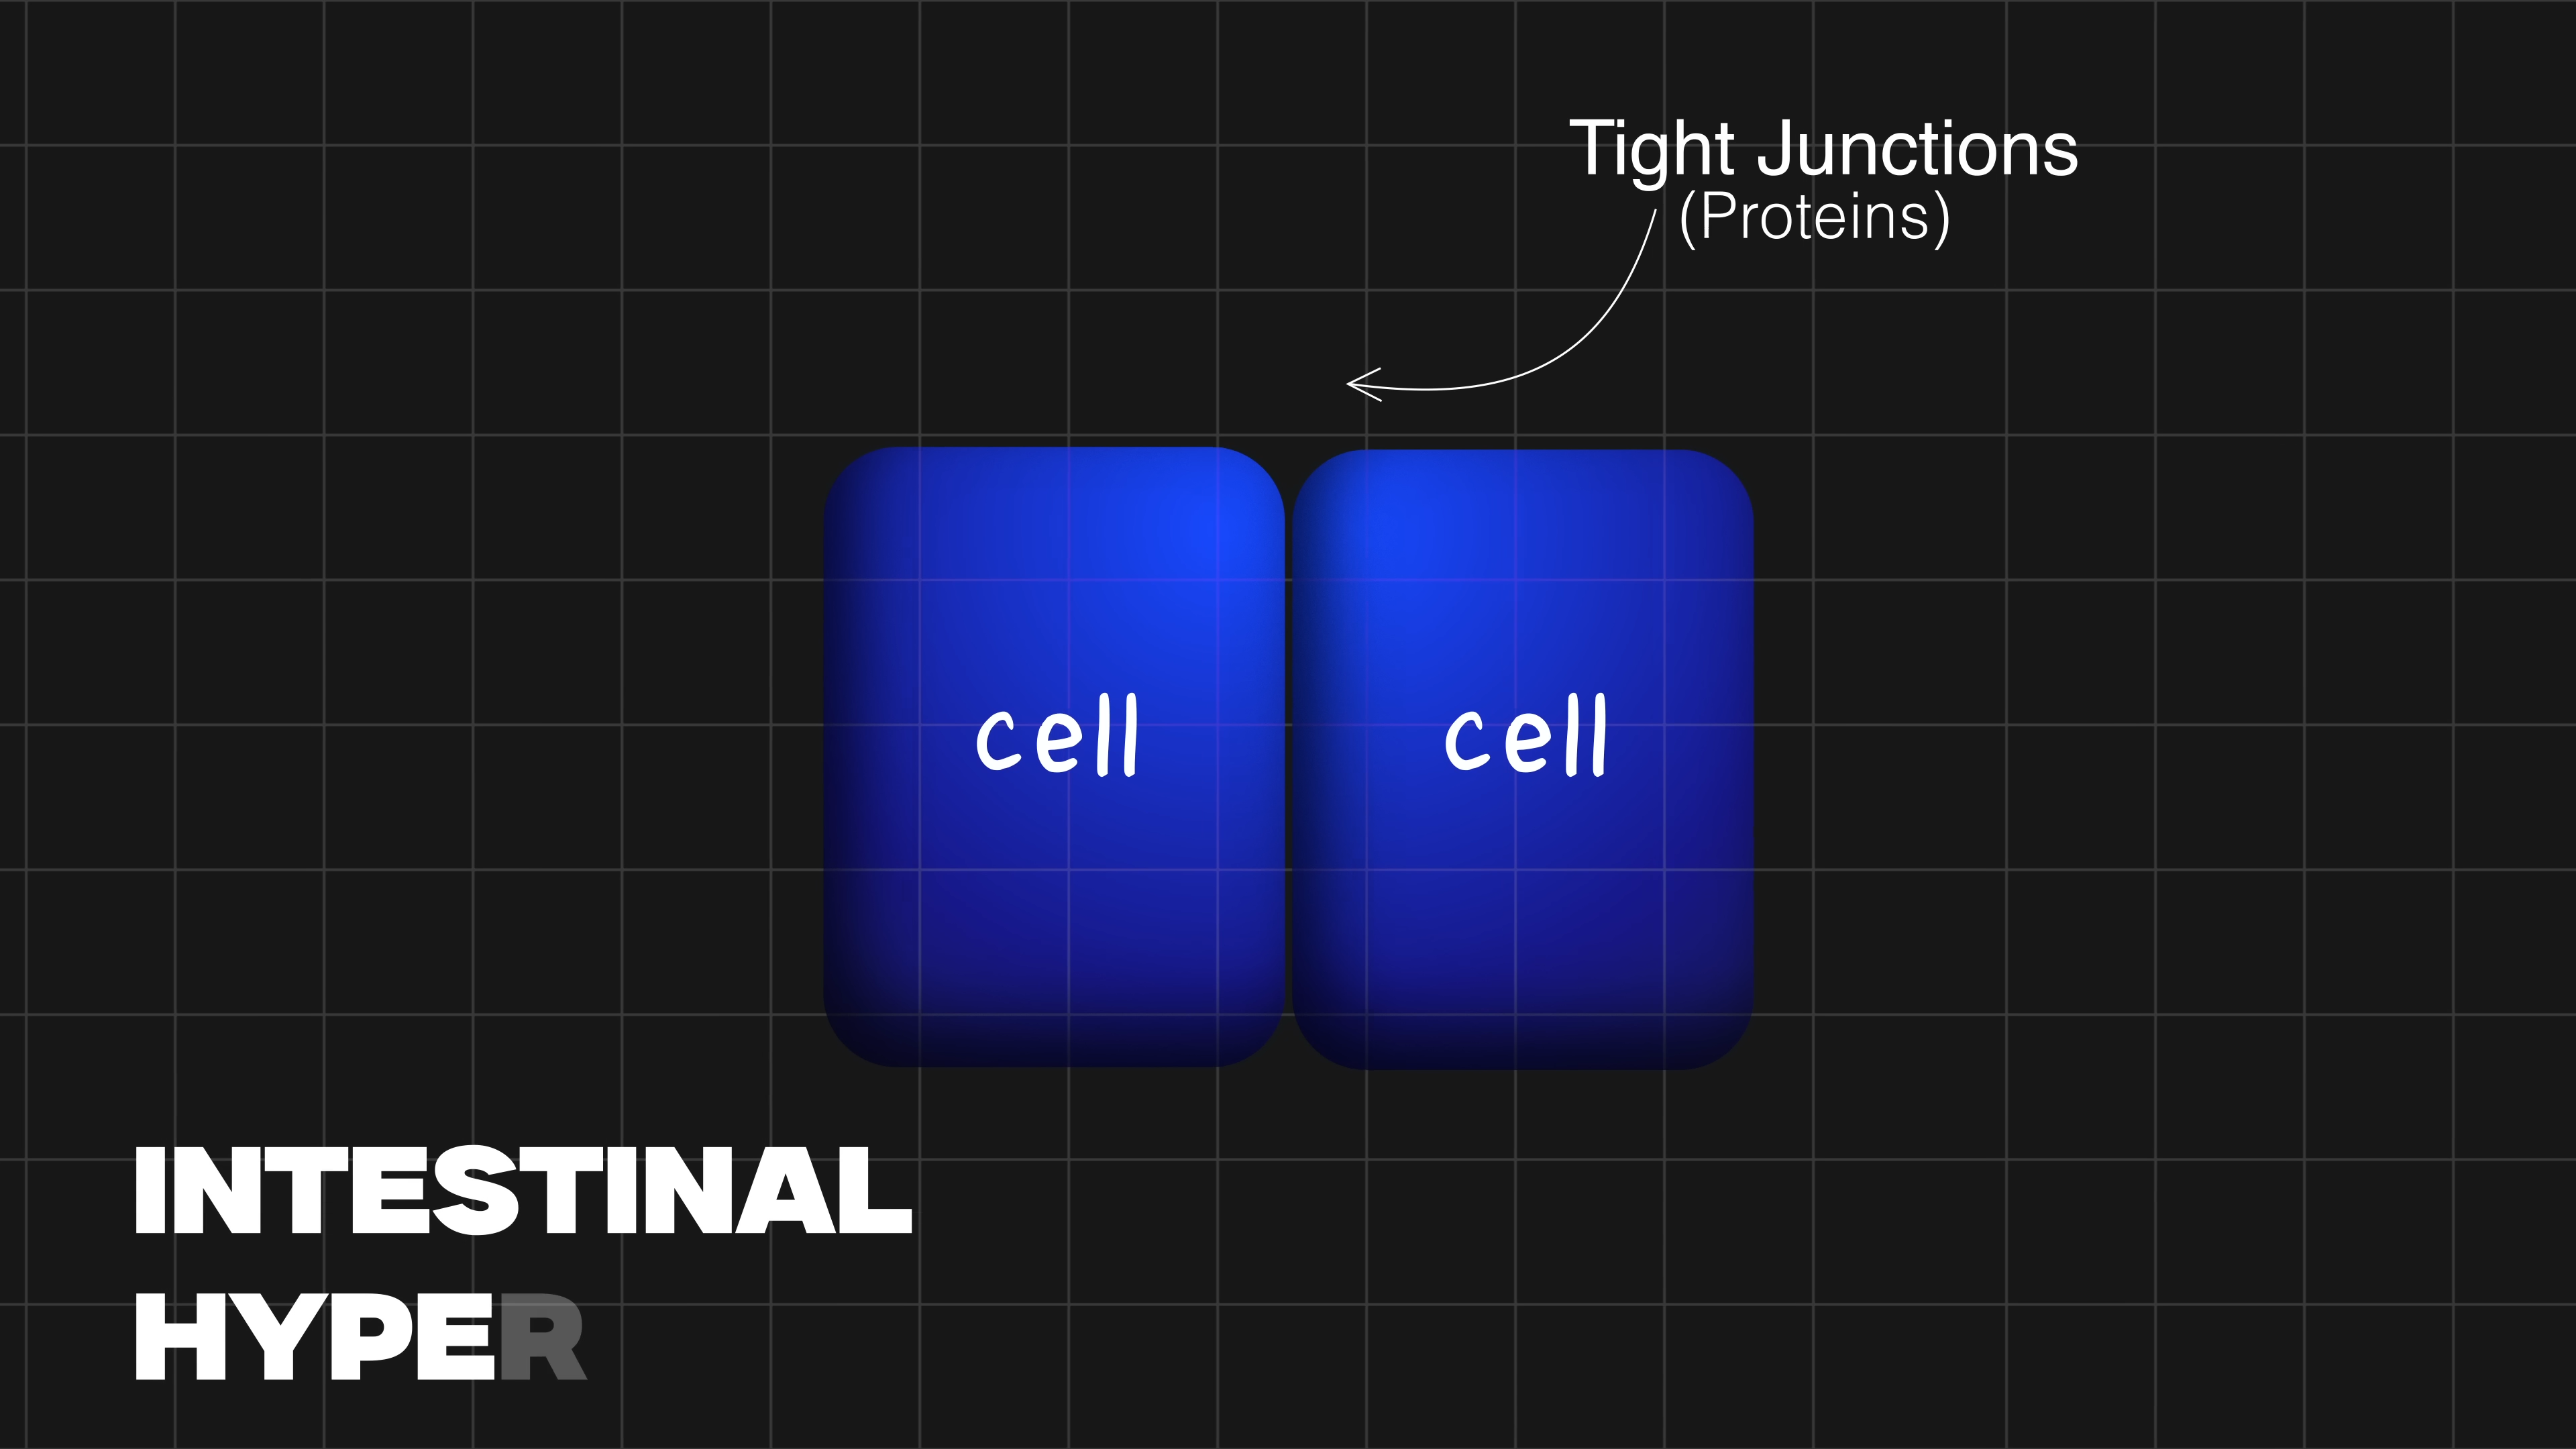 Tight Junctions
(Proteins)
cell cell
INTESTINAL
HYPER